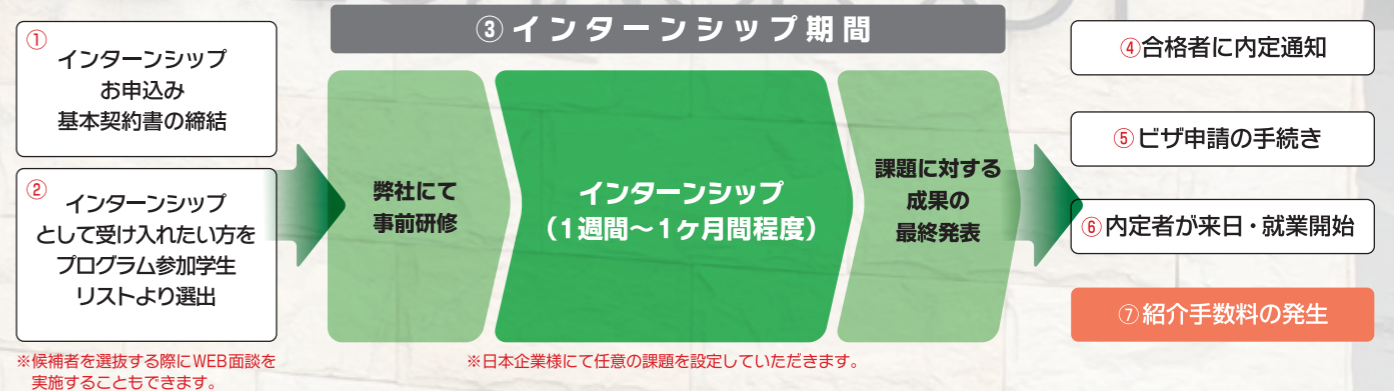 ①
インターンシップ
お申込み
基本契約書の締結
②
インターンシップ
として受け入れたい方を
プログラム参加学生
リストより選出
※候補者を選抜する際にWEB面談を
実施することもできます。
③インターンシップ期間
弊社にて
事前研修
インターンシップ
（1週間～1ヶ月間程度）
課題に対する
成果の
最終発表
※日本企業様にて任意の課題を設定していただきます。
④合格者に内定通知
⑤ビザ申請の手続き
⑥内定者が来日・就業開始
⑦紹介手数料の発生